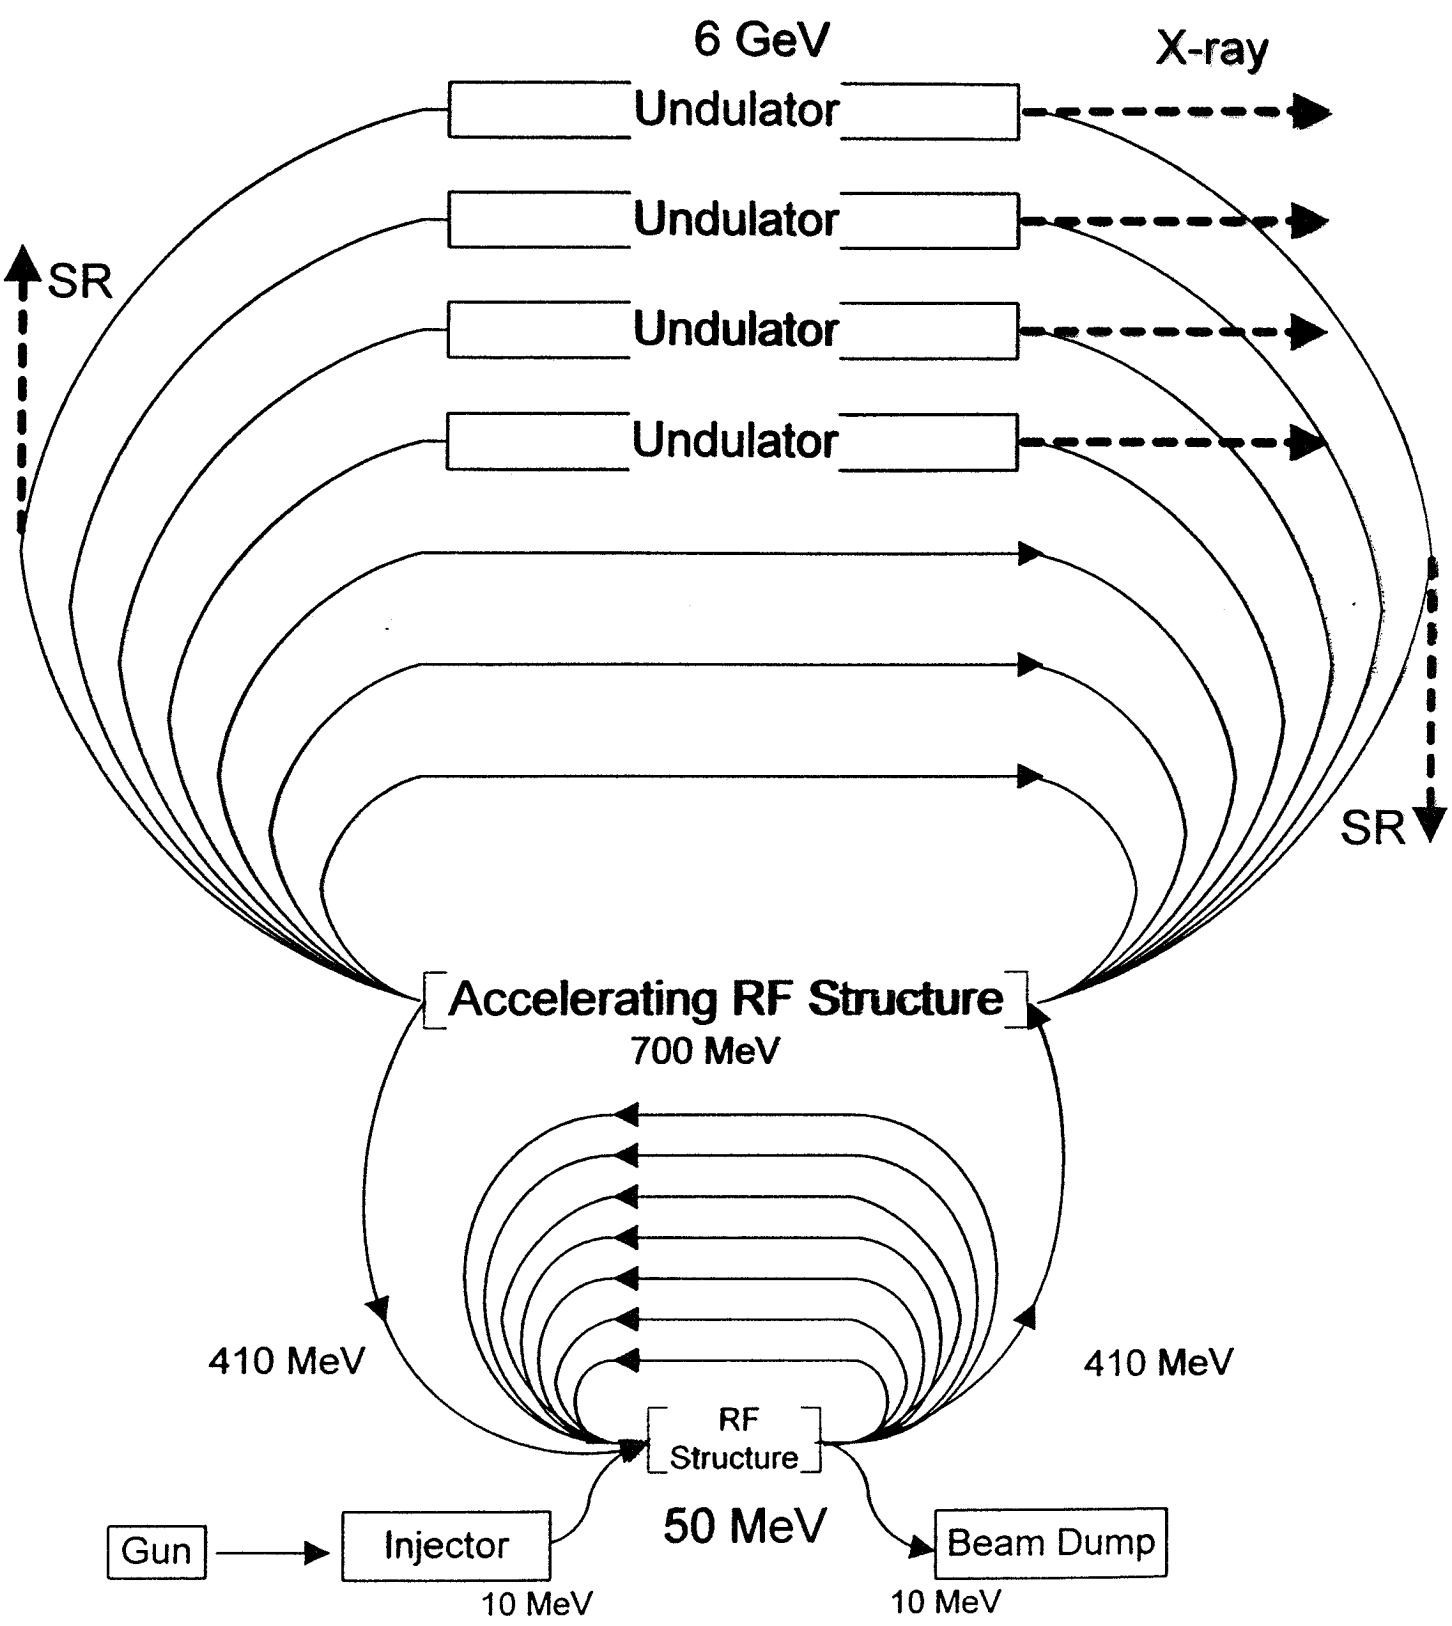 6 GeV
X-ray
Undulator
Undulator
SR
Undulator
Undulator
SR
Accelerating RF Structure
700 MeV
410 MeV
410 MeV
RF
Structure
50 MeV
Gun
Injector
Beam Dump
10 MeV
10 MeV